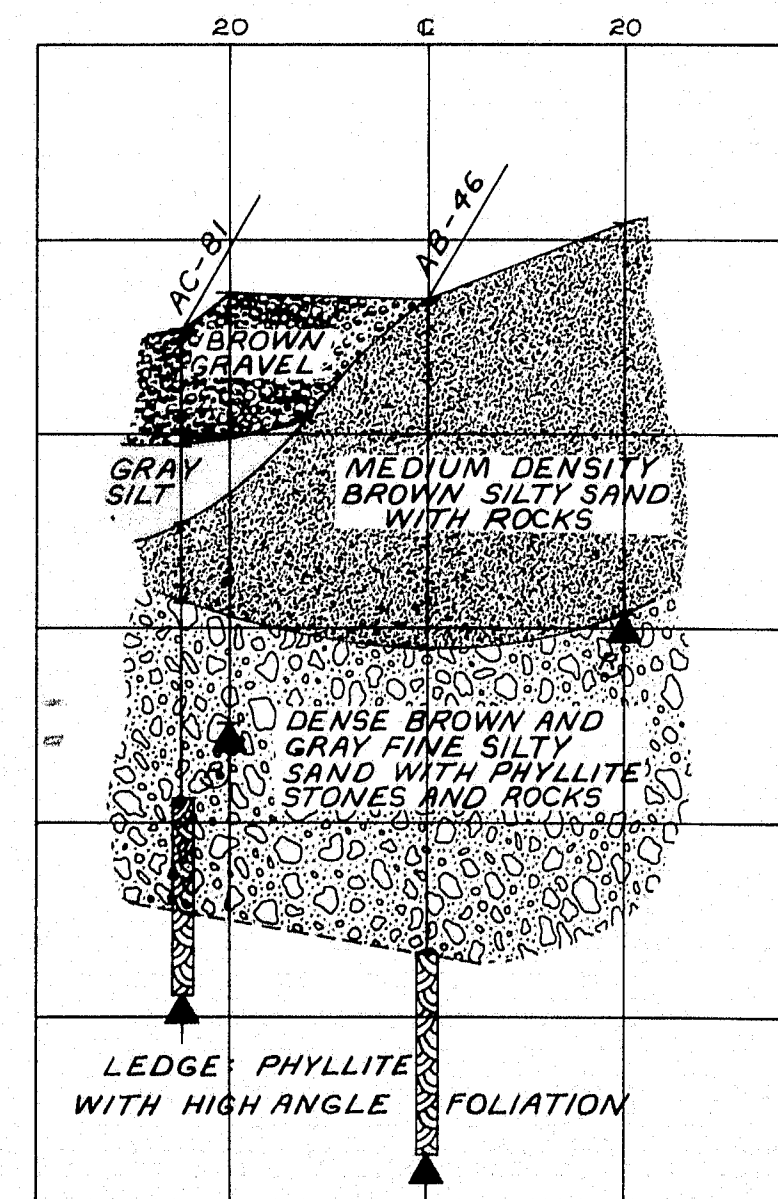 20 ℄ 20
AC-81
AB-46
BROWN
GRAVEL
GRAY
SILT
MEDIUM DENSITY
BROWN SILTY SAND
WITH ROCKS
R
DENSE BROWN AND
GRAY FINE SILTY
SAND WITH PHYLLITE
STONES AND ROCKS
R
LEDGE: PHYLLITE
WITH HIGH ANGLE FOLIATION